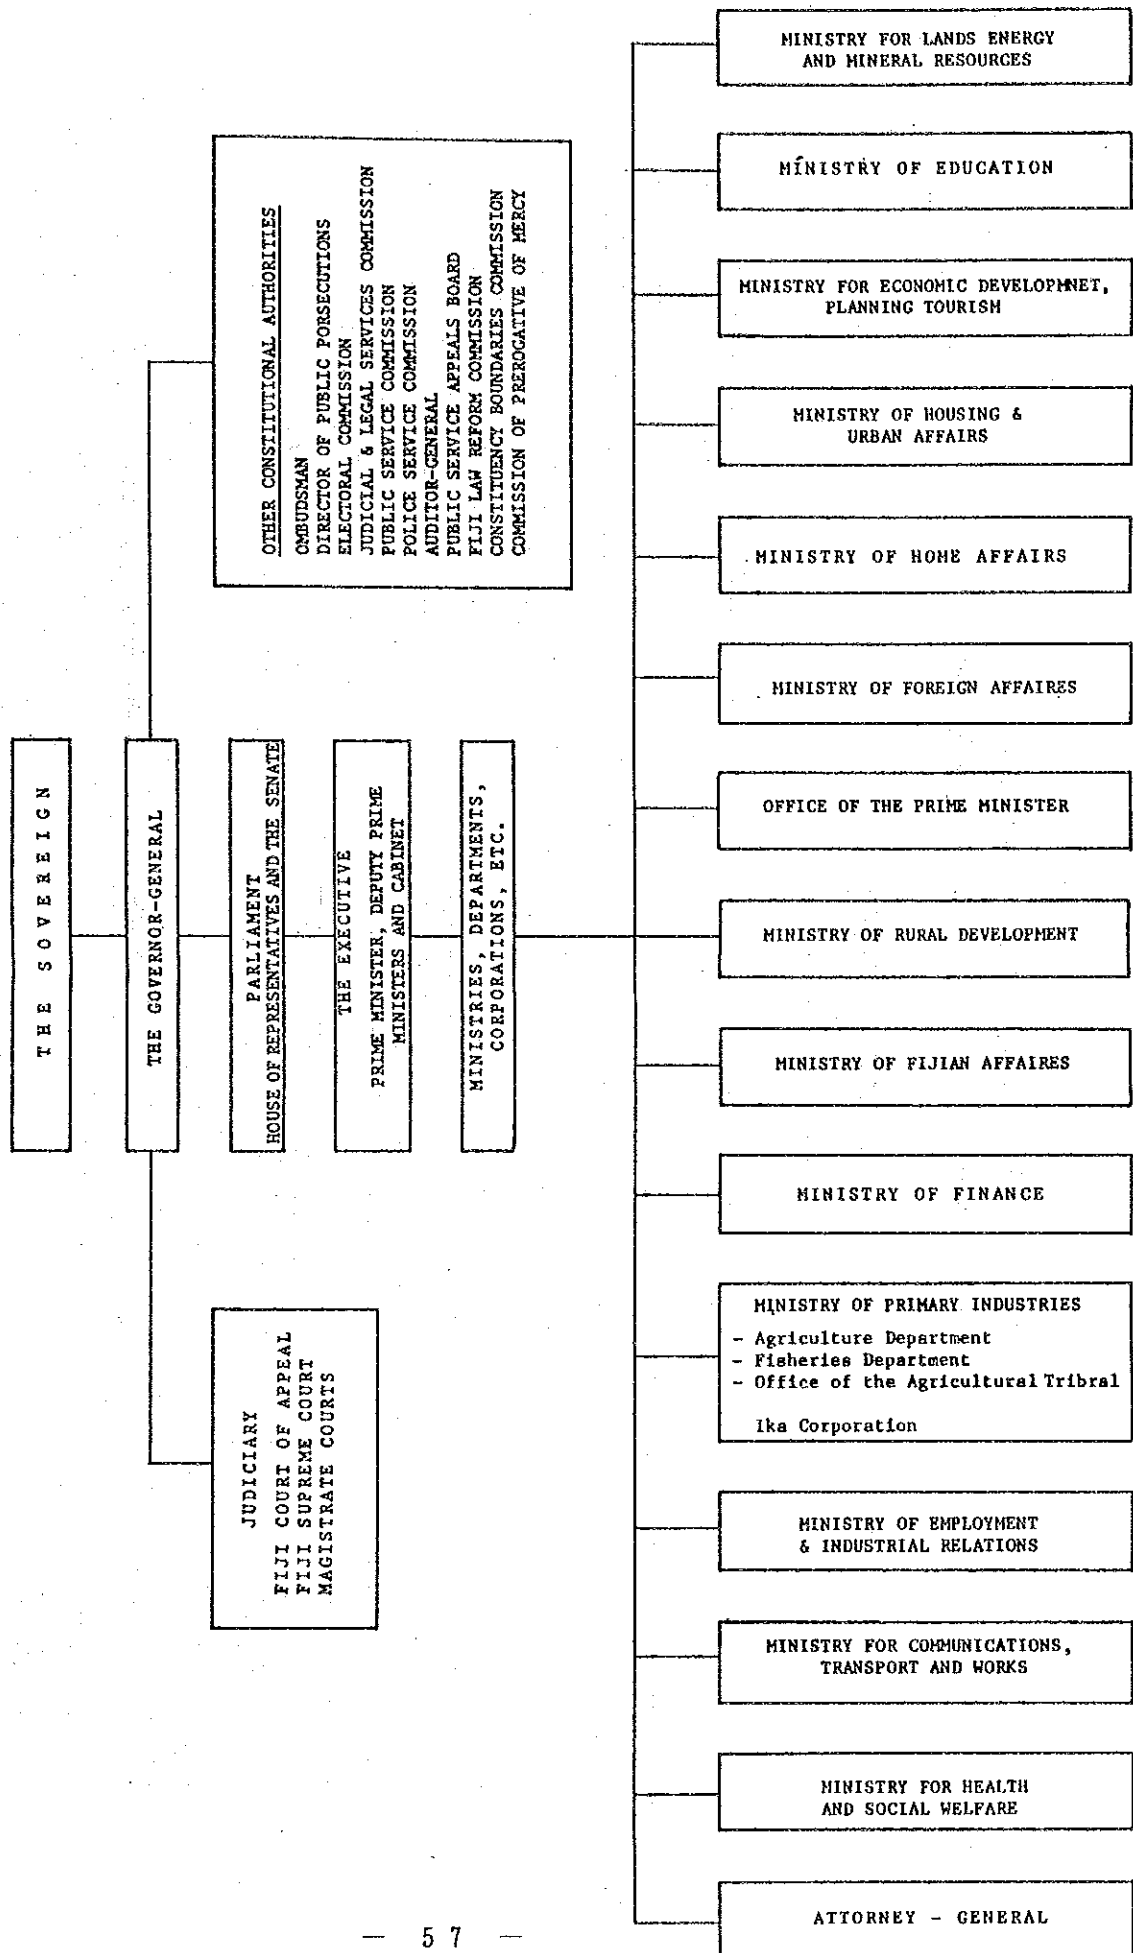 THE SOVEREIGN
THE GOVERNOR-GENERAL
JUDICIARY
FIJI COURT OF APPEAL
FIJI SUPREME COURT
MAGISTRATE COURTS
PARLIAMENT
HOUSE OF REPRESENTATIVES AND THE SENATE
THE EXECUTIVE
PRIME MINISTER, DEPUTY PRIME
MINISTERS AND CABINET
MINISTRIES, DEPARTMENTS,
CORPORATIONS, ETC.
OTHER CONSTITUTIONAL AUTHORITIES
OMBUDSMAN
DIRECTOR OF PUBLIC PORSECUTIONS
ELECTORAL COMMISSION
JUDICIAL & LEGAL SERVICES COMMISSION
PUBLIC SERVICE COMMISSION
POLICE SERVICE COMMISSION
AUDITOR-GENERAL
PUBLIC SERVICE APPEALS BOARD
FIJI LAW REFORM COMMISSION
CONSTITUENCY BOUNDARIES COMMISSION
COMMISSION OF PREROGATIVE OF MERCY
MINISTRY FOR LANDS ENERGY
AND MINERAL RESOURCES
MINISTRY OF EDUCATION
MINISTRY FOR ECONOMIC DEVELOPMNET,
PLANNING TOURISM
MINISTRY OF HOUSING &
URBAN AFFAIRS
MINISTRY OF HOME AFFAIRS
MINISTRY OF FOREIGN AFFAIRES
OFFICE OF THE PRIME MINISTER
MINISTRY OF RURAL DEVELOPMENT
MINISTRY OF FIJIAN AFFAIRES
MINISTRY OF FINANCE
MINISTRY OF PRIMARY INDUSTRIES
- Agriculture Department
- Fisheries Department
- Office of the Agricultural Tribral
Ika Corporation
MINISTRY OF EMPLOYMENT
& INDUSTRIAL RELATIONS
MINISTRY FOR COMMUNICATIONS,
TRANSPORT AND WORKS
MINISTRY FOR HEALTH
AND SOCIAL WELFARE
ATTORNEY - GENERAL
— 57 —